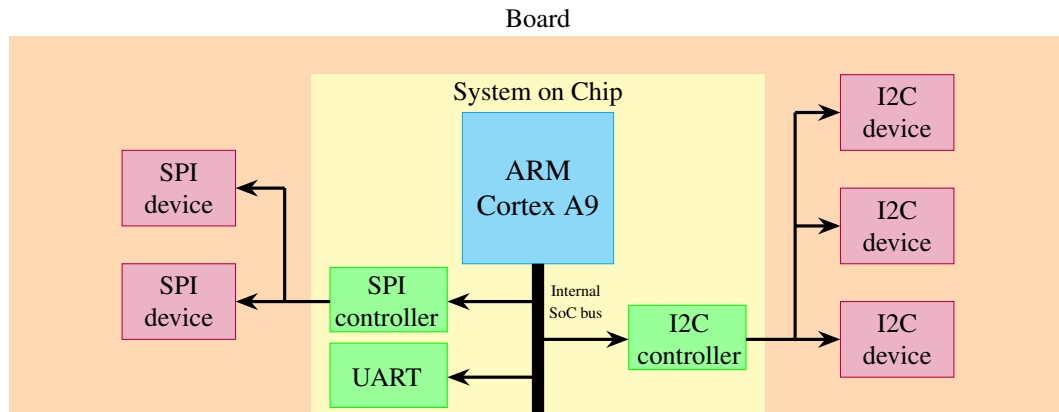 Board
System on Chip
ARM
Cortex A9
SPI
device
SPI
device
SPI
controller
UART
Internal
SoC bus
I2C
controller
I2C
device
I2C
device
I2C
device